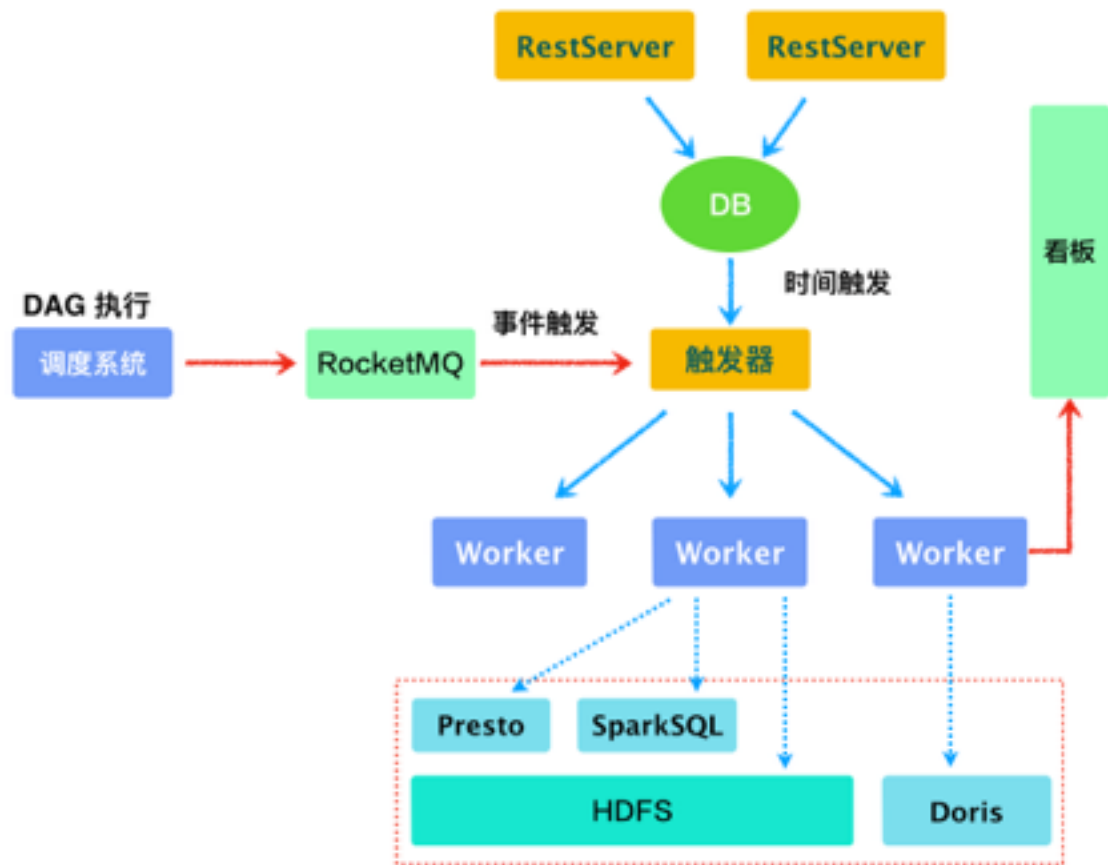 RestServer
RestServer
DB
看板
时间触发
DAG 执行
事件触发
调度系统
RocketMQ
触发器
Worker
Worker
Worker
Presto
SparkSQL
HDFS
Doris